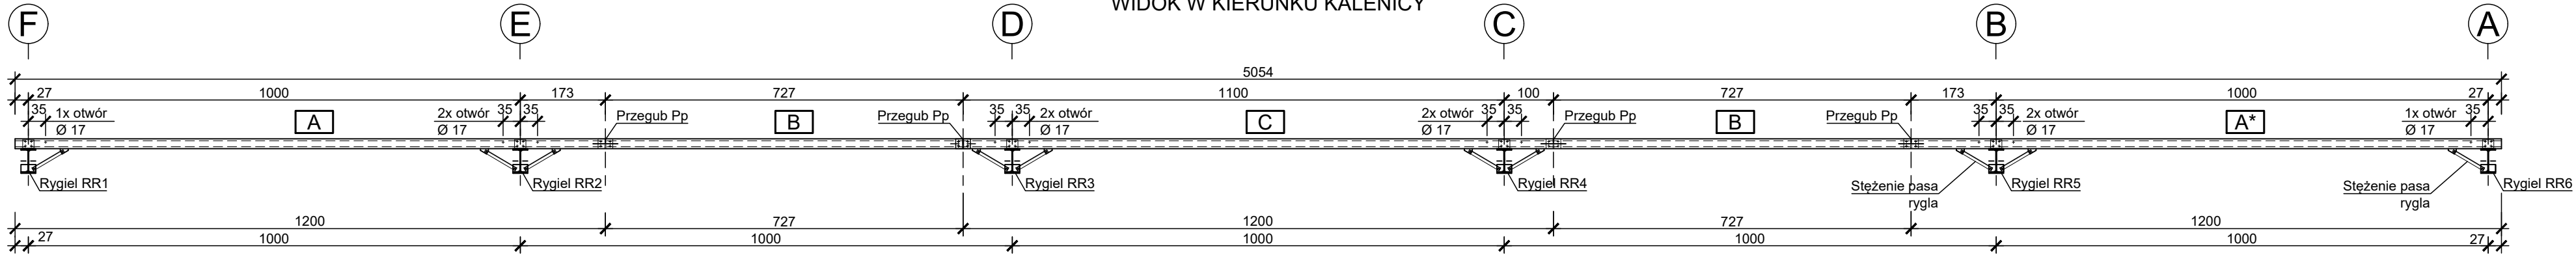 WIDOK W KIERUNKU KALENICY
F E D C B A
5054
27 1000 173 727 1100 100 727 173 1000 27
35 1x otwór Ø 17
2x otwór Ø 17 35 35
Przegub Pp
Przegub Pp
35 35 2x otwór Ø 17
2x otwór Ø 17 35 35
Przegub Pp
Przegub Pp
35 35 2x otwór Ø 17
1x otwór Ø 17 35
A B C B A*
Rygiel RR1
Rygiel RR2
Rygiel RR3
Rygiel RR4
Stężenie pasa
rygla
Rygiel RR5
Stężenie pasa
rygla
Rygiel RR6
1200 727 1200 727 1200
27 1000 1000 1000 1000 1000 27